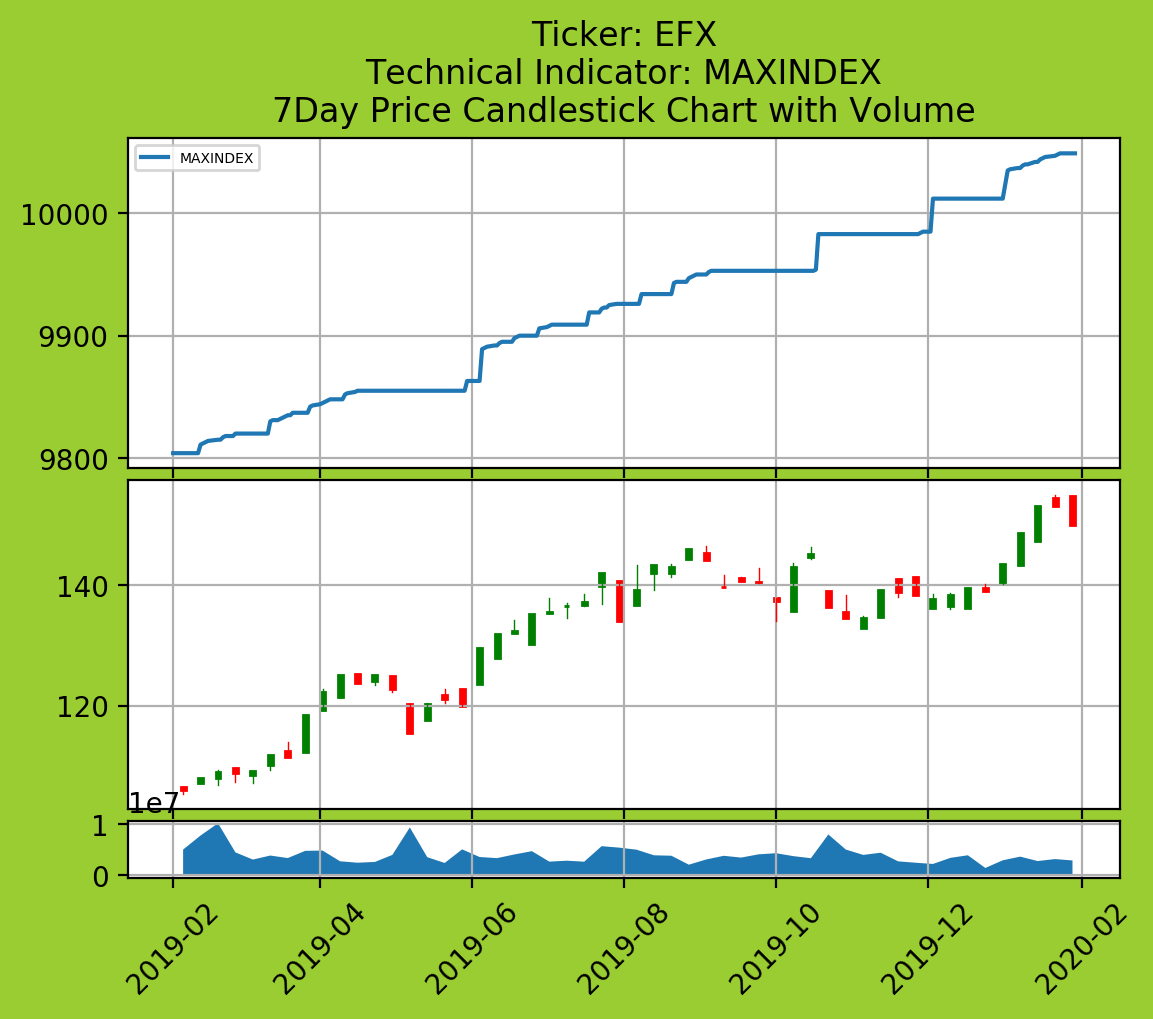 Ticker: EFX
Technical Indicator: MAXINDEX
7Day Price Candlestick Chart with Volume
MAXINDEX
10000
9900
9800
140
120
1e7
1
0
2019-02
2019-04
2019-06
2019-08
2019-10
2019-12
2020-02